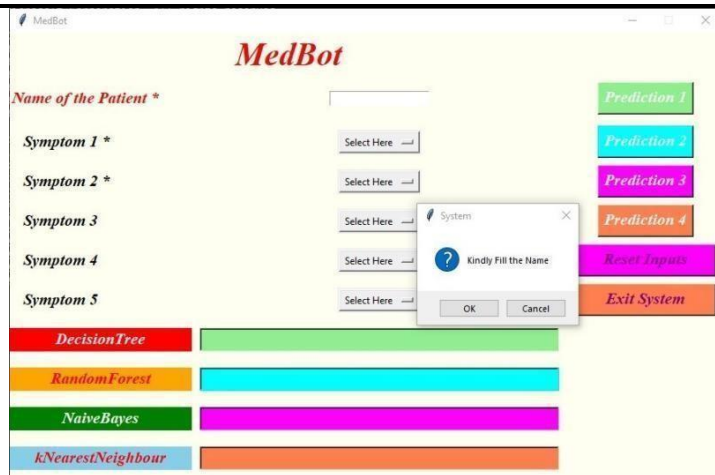 MedBot
MedBot
Name of the Patient *
Prediction 1
Symptom 1 *
Select Here
Prediction 2
Symptom 2 *
Select Here
Prediction 3
Symptom 3
Select Here
Prediction 4
System
Kindly Fill the Name
OK Cancel
Symptom 4
Select Here
Reset Inputs
Symptom 5
Select Here
Exit System
DecisionTree
RandomForest
NaiveBayes
kNearestNeighbour